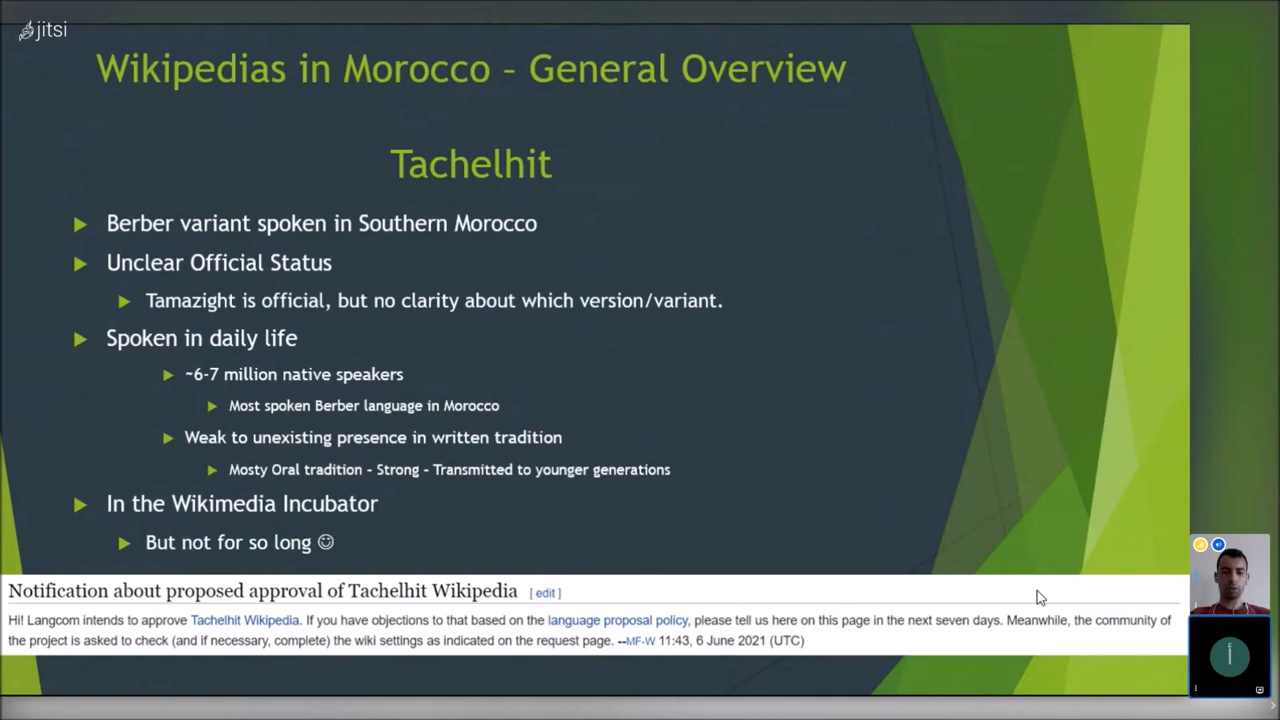 jitsi
Wikipedias in Morocco – General Overview
Tachelhit
Berber variant spoken in Southern Morocco
Unclear Official Status
Tamazight is official, but no clarity about which version/variant.
Spoken in daily life
~6-7 million native speakers
Most spoken Berber language in Morocco
Weak to unexisting presence in written tradition
Mosty Oral tradition – Strong – Transmitted to younger generations
In the Wikimedia Incubator
But not for so long ☺
Notification about proposed approval of Tachelhit Wikipedia [ edit ]
Hi! Langcom intends to approve Tachelhit Wikipedia. If you have objections to that based on the language proposal policy, please tell us here on this page in the next seven days. Meanwhile, the community of
the project is asked to check (and if necessary, complete) the wiki settings as indicated on the request page. --MF-W 11:43, 6 June 2021 (UTC)